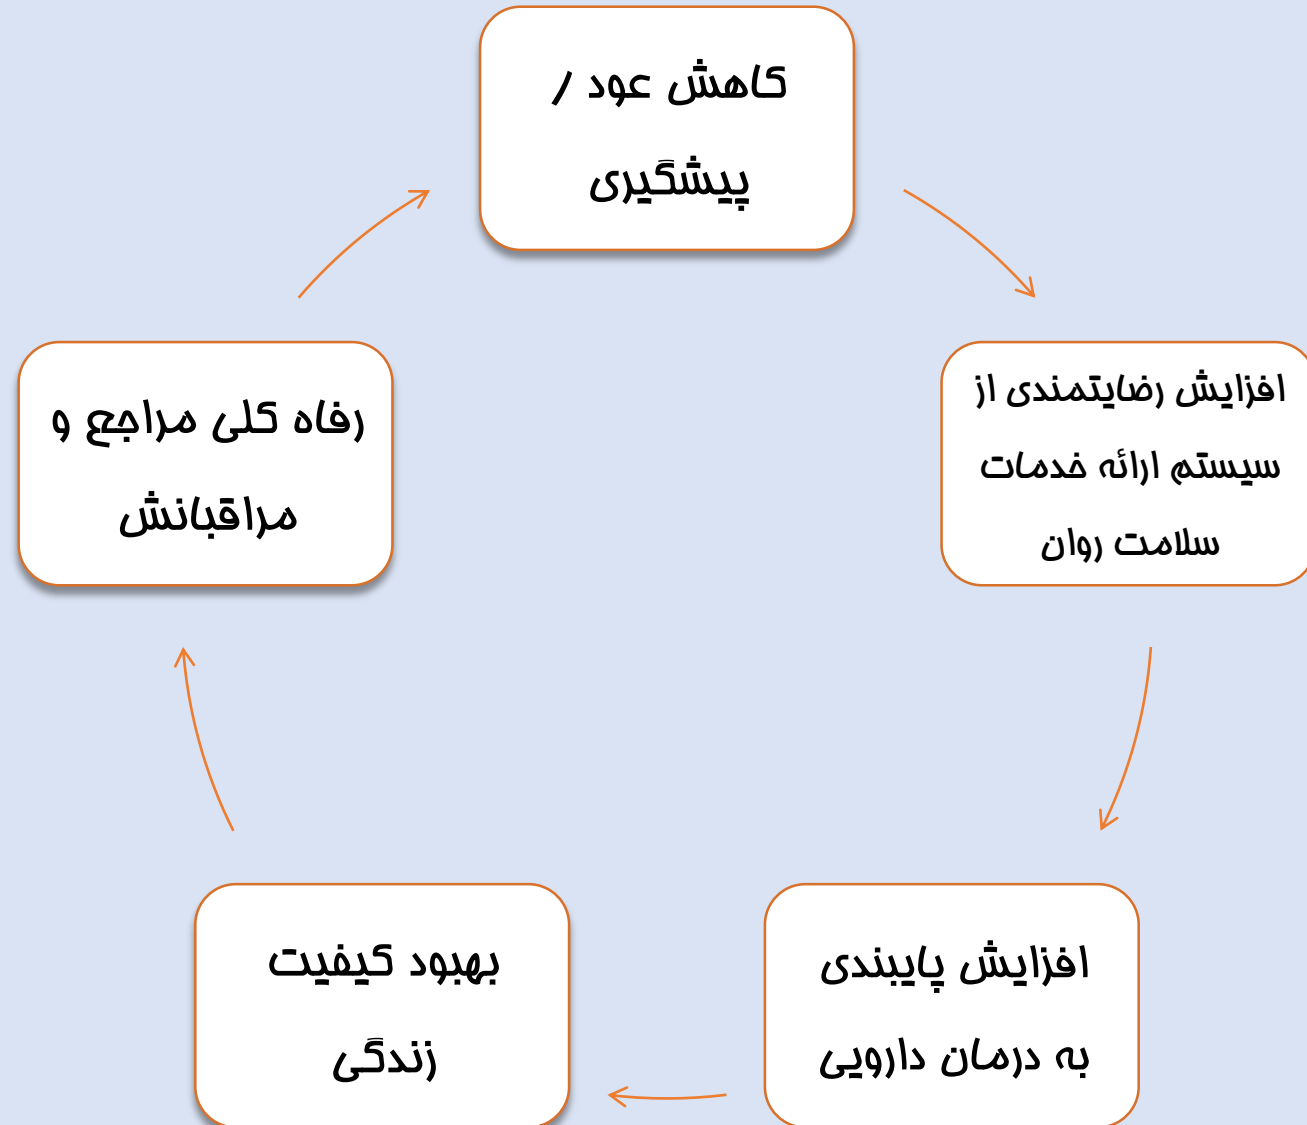 کاهش عود /
پیشگیری
افزایش رضایتمندی از
سیستم ارائه خدمات
سلامت روان
افزایش پایبندی
به درمان دارویی
بهبود کیفیت
زندگی
رفاه کلی مراجع و
مراقبانش